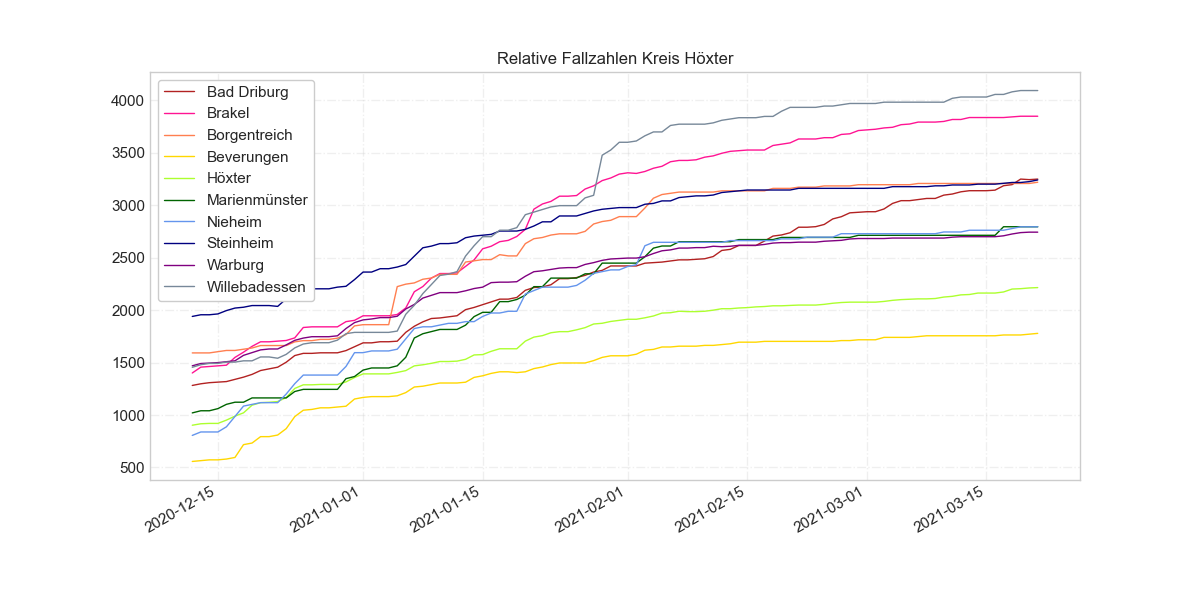 Relative Fallzahlen Kreis Höxter
Bad Driburg
Brakel
Borgentreich
Beverungen
Höxter
Marienmünster
Nieheim
Steinheim
Warburg
Willebadessen
4000
3500
3000
2500
2000
1500
1000
500
2020-12-15
2021-01-01
2021-01-15
2021-02-01
2021-02-15
2021-03-01
2021-03-15